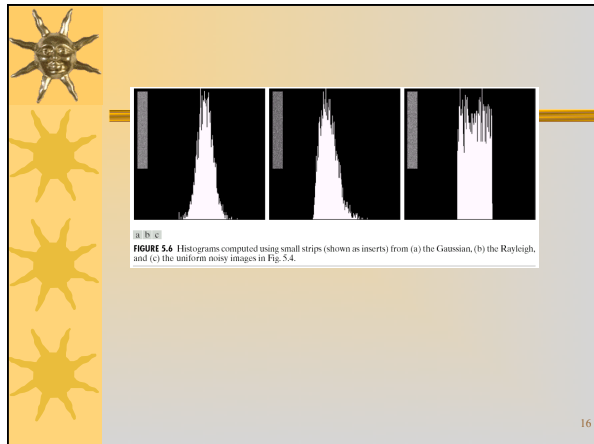 a b c
FIGURE 5.6 Histograms computed using small strips (shown as inserts) from (a) the Gaussian, (b) the Rayleigh,
and (c) the uniform noisy images in Fig. 5.4.
16